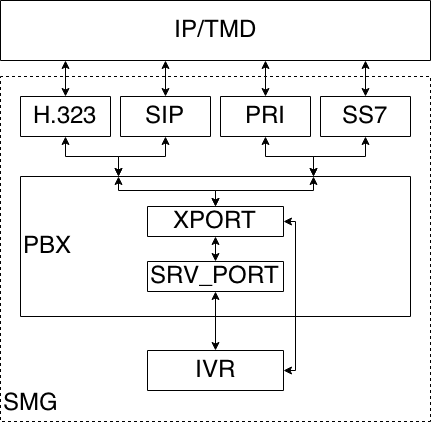 IP/TMD
H.323
SIP
PRI
SS7
XPORT
PBX
SRV_PORT
IVR
SMG